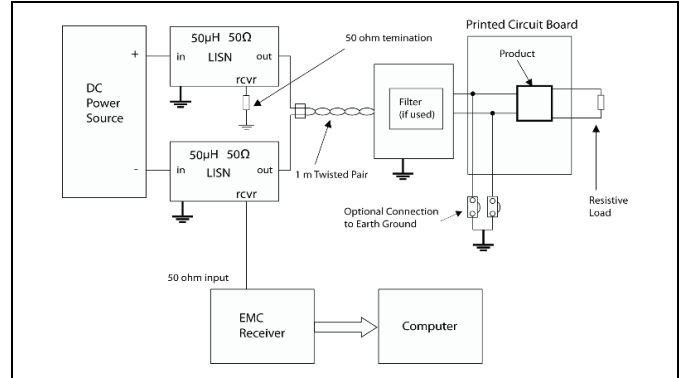 Printed Circuit Board
50μH 50Ω
LISN
in
out
rcvr
+
50 ohm temination
Product
DC
Power
Source
Filter
(if used)
-
50μH 50Ω
LISN
in
out
rcvr
1 m Twisted Pair
Optional Connection
to Earth Ground
Resistive
Load
50 ohm input
EMC
Receiver
Computer